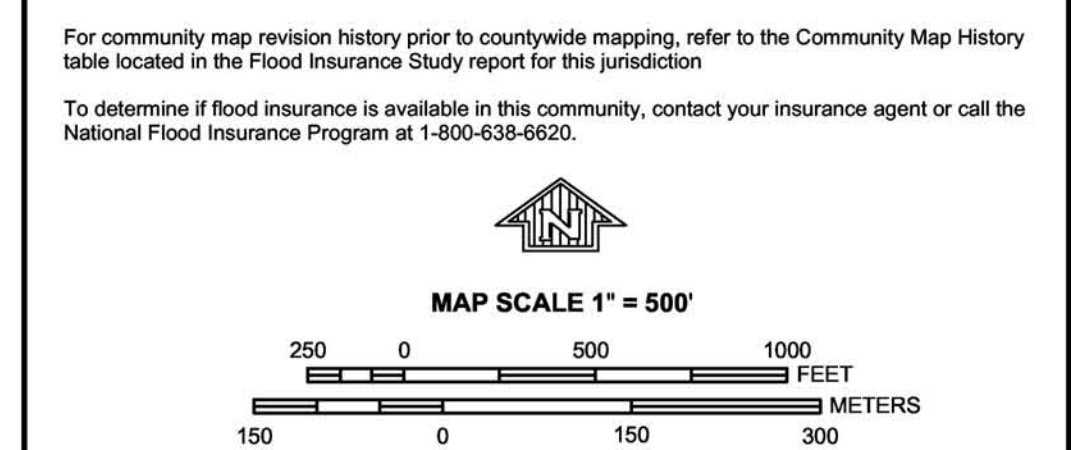 For community map revision history prior to countywide mapping, refer to the Community Map History
table located in the Flood Insurance Study report for this jurisdiction
To determine if flood insurance is available in this community, contact your insurance agent or call the
National Flood Insurance Program at 1-800-638-6620.
N
MAP SCALE 1" = 500'
250 0 500 1000
FEET
METERS
150 0 150 300